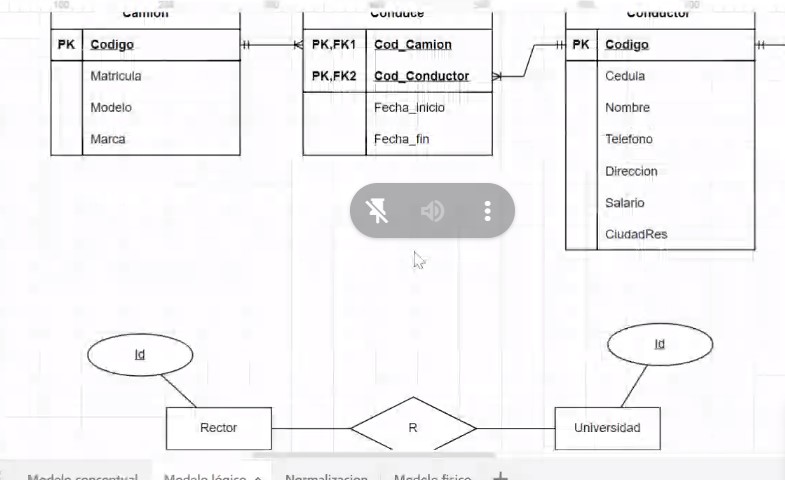 Camion
PK Codigo
Matricula
Modelo
Marca
Conduce
PK,FK1 Cod_Camion
PK,FK2 Cod_Conductor
Fecha_inicio
Fecha_fin
Conductor
PK Codigo
Cedula
Nombre
Telefono
Direccion
Salario
CiudadRes
Id
Id
Rector
R
Universidad
Modelo conceptual
Modelo lógico
Normalizacion
Modelo fisico